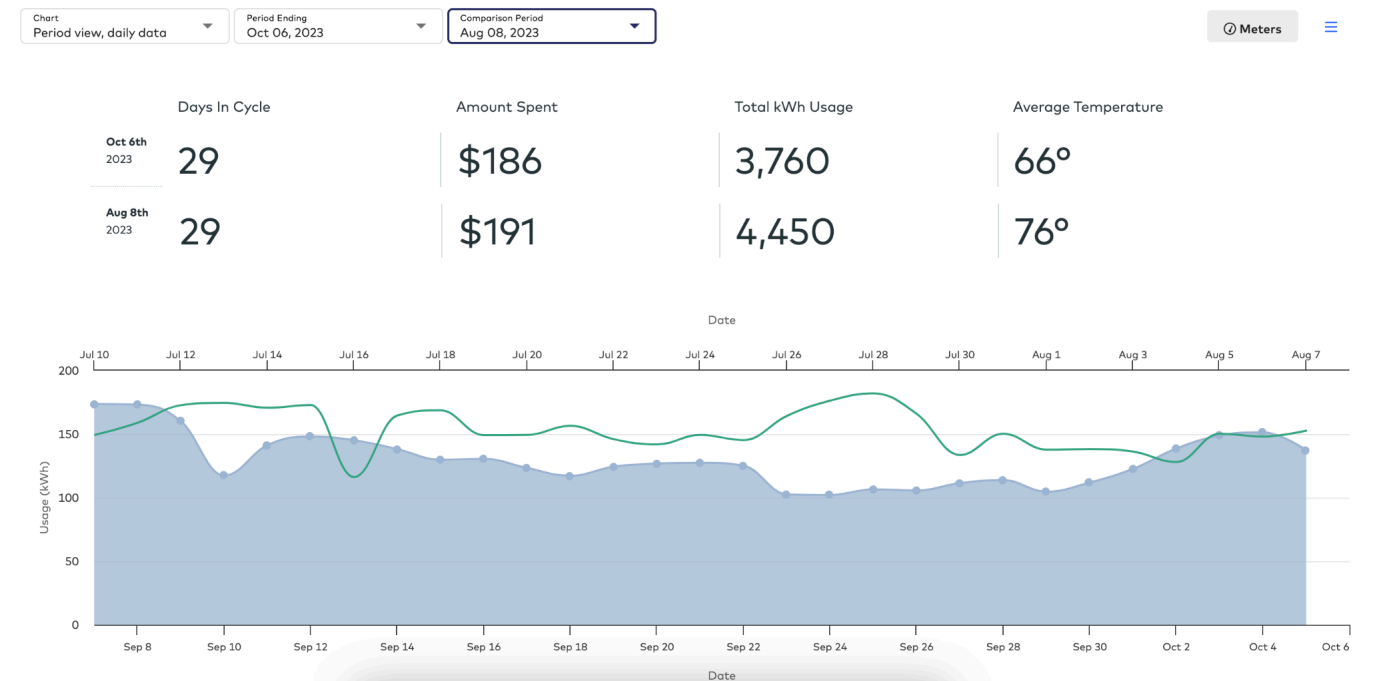 Chart
Period view, daily data
Period Ending
Oct 06, 2023
Comparison Period
Aug 08, 2023
Meters
Days In Cycle
Amount Spent
Total kWh Usage
Average Temperature
Oct 6th
2023
29
$186
3,760
66º
Aug 8th
2023
29
$191
4,450
76º
Date
Jul 10 Jul 12 Jul 14 Jul 16 Jul 18 Jul 20 Jul 22 Jul 24 Jul 26 Jul 28 Jul 30 Aug 1 Aug 3 Aug 5 Aug 7
200
150
100
50
0
Usage (kWh)
Sep 8 Sep 10 Sep 12 Sep 14 Sep 16 Sep 18 Sep 20 Sep 22 Sep 24 Sep 26 Sep 28 Sep 30 Oct 2 Oct 4 Oct 6
Date